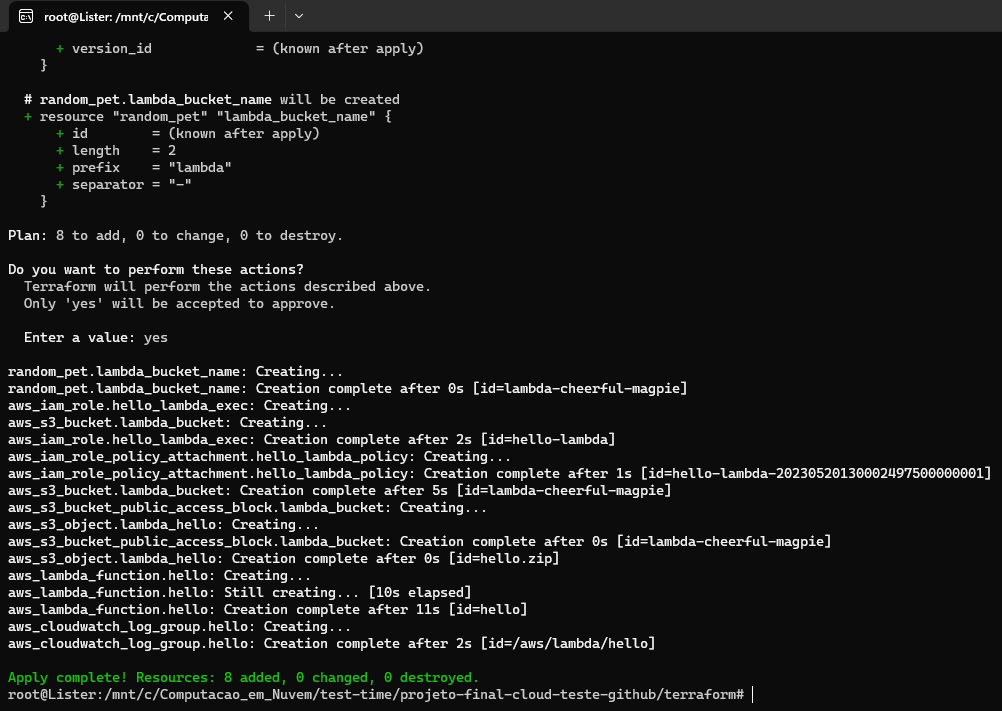 root@Lister: /mnt/c/Computa
+ version_id             = (known after apply)
}
# random_pet.lambda_bucket_name will be created
+ resource "random_pet" "lambda_bucket_name" {
+ id        = (known after apply)
+ length    = 2
+ prefix    = "lambda"
+ separator = "-"
}
Plan: 8 to add, 0 to change, 0 to destroy.
Do you want to perform these actions?
Terraform will perform the actions described above.
Only 'yes' will be accepted to approve.
Enter a value: yes
random_pet.lambda_bucket_name: Creating...
random_pet.lambda_bucket_name: Creation complete after 0s [id=lambda-cheerful-magpie]
aws_iam_role.hello_lambda_exec: Creating...
aws_s3_bucket.lambda_bucket: Creating...
aws_iam_role.hello_lambda_exec: Creation complete after 2s [id=hello-lambda]
aws_iam_role_policy_attachment.hello_lambda_policy: Creating...
aws_iam_role_policy_attachment.hello_lambda_policy: Creation complete after 1s [id=hello-lambda-20230520130002497500000001]
aws_s3_bucket.lambda_bucket: Creation complete after 5s [id=lambda-cheerful-magpie]
aws_s3_bucket_public_access_block.lambda_bucket: Creating...
aws_s3_object.lambda_hello: Creating...
aws_s3_bucket_public_access_block.lambda_bucket: Creation complete after 0s [id=lambda-cheerful-magpie]
aws_s3_object.lambda_hello: Creation complete after 0s [id=hello.zip]
aws_lambda_function.hello: Creating...
aws_lambda_function.hello: Still creating... [10s elapsed]
aws_lambda_function.hello: Creation complete after 11s [id=hello]
aws_cloudwatch_log_group.hello: Creating...
aws_cloudwatch_log_group.hello: Creation complete after 2s [id=/aws/lambda/hello]
Apply complete! Resources: 8 added, 0 changed, 0 destroyed.
root@Lister:/mnt/c/Computacao_em_Nuvem/test-time/projeto-final-cloud-teste-github/terraform#